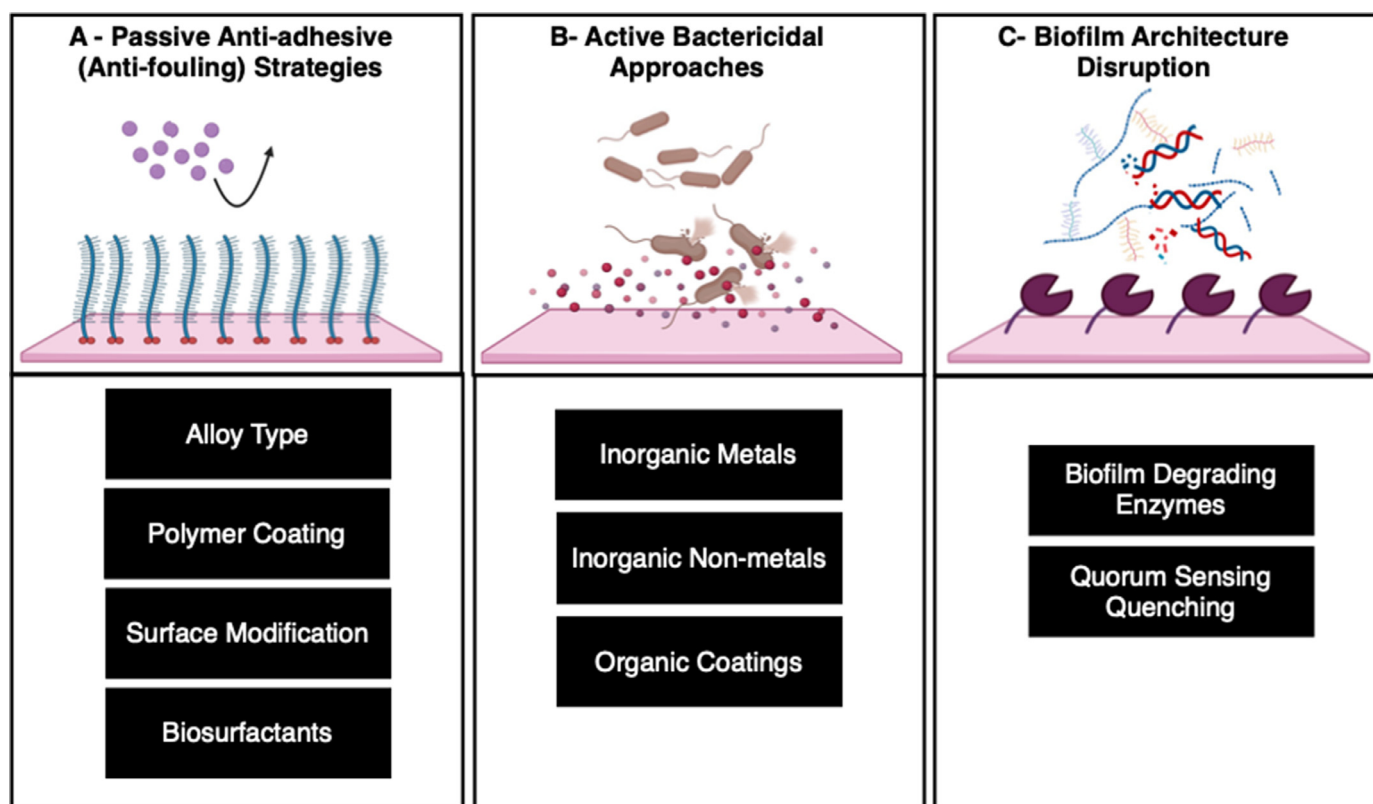 A - Passive Anti-adhesive
(Anti-fouling) Strategies
Alloy Type
Polymer Coating
Surface Modification
Biosurfactants
B- Active Bactericidal
Approaches
Inorganic Metals
Inorganic Non-metals
Organic Coatings
C- Biofilm Architecture
Disruption
Biofilm Degrading
Enzymes
Quorum Sensing
Quenching